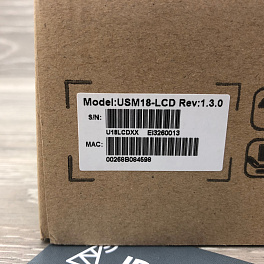 Model:USM18-LCD Rev:1.3.0
S/N:
U18LCDXX EI3260013
MAC:
00268B084598